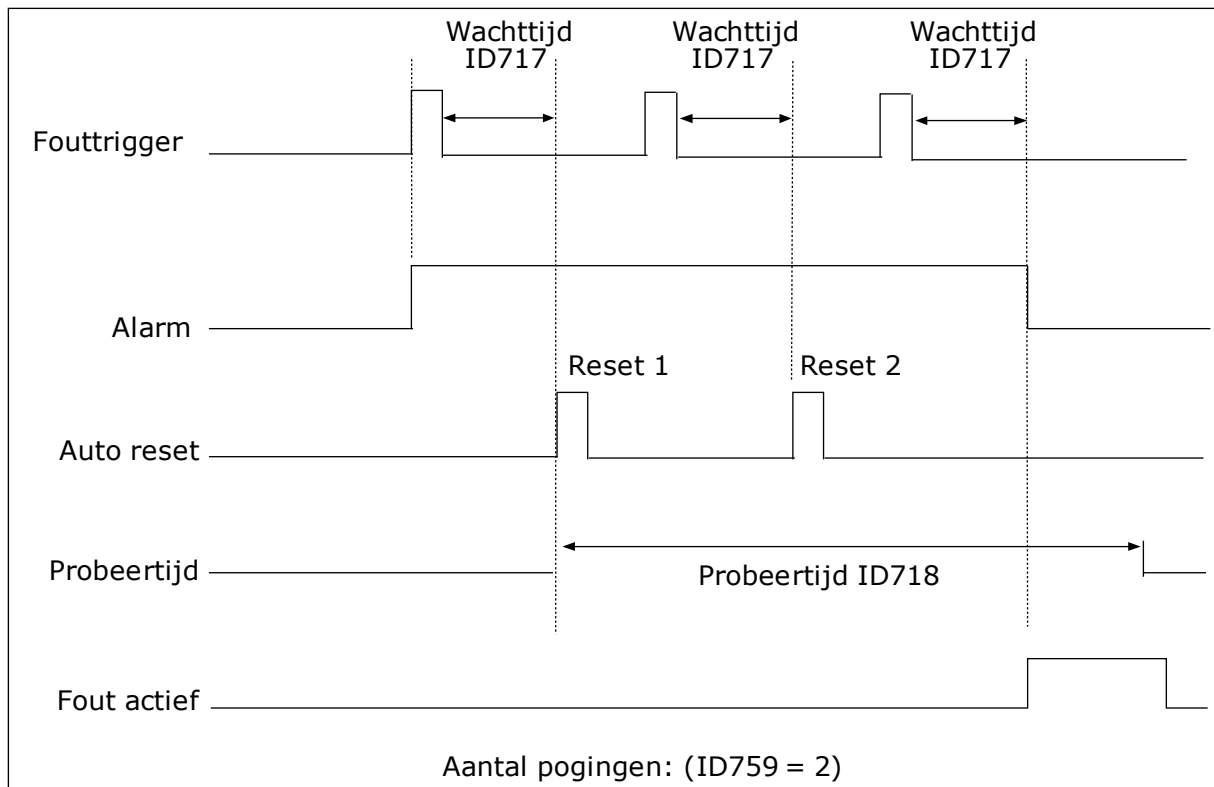 Wachttijd
ID717
Wachttijd
ID717
Wachttijd
ID717
Fouttrigger
Alarm
Reset 1
Reset 2
Auto reset
Probeertijd
Probeertijd ID718
Fout actief
Aantal pogingen: (ID759 = 2)